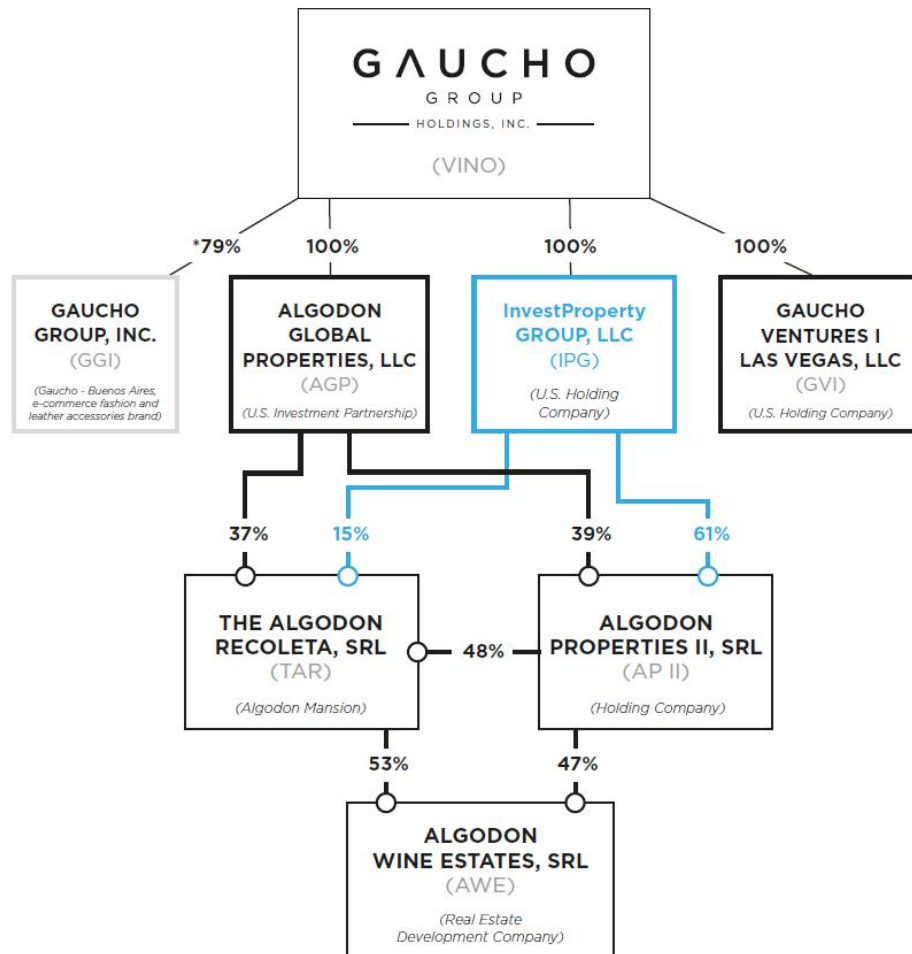 GAUCHO
GROUP
HOLDINGS, INC.
(VINO)
*79%
100%
100%
100%
GAUCHO
GROUP, INC.
(GGI)
(Gaucho - Buenos Aires,
e-commerce fashion and
leather accessories brand)
ALGODON
GLOBAL
PROPERTIES, LLC
(AGP)
(U.S. Investment Partnership)
InvestProperty
GROUP, LLC
(IPG)
(U.S. Holding
Company)
GAUCHO
VENTURES I
LAS VEGAS, LLC
(GVI)
(U.S. Holding Company)
37%
15%
39%
61%
THE ALGODON
RECOLETA, SRL
(TAR)
(Algodon Mansion)
48%
ALGODON
PROPERTIES II, SRL
(AP II)
(Holding Company)
53%
47%
ALGODON
WINE ESTATES, SRL
(AWE)
(Real Estate
Development Company)